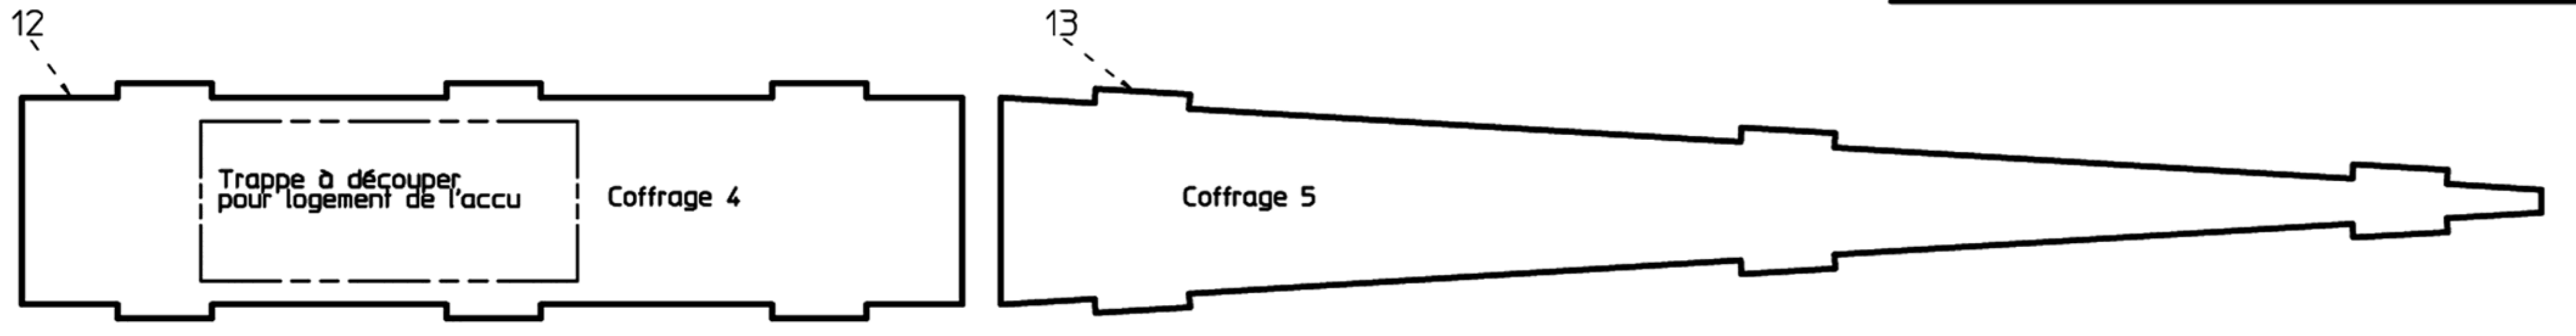 12
13
Trappe à découper,
pour logement de l'accu
Coffrage 4
Coffrage 5